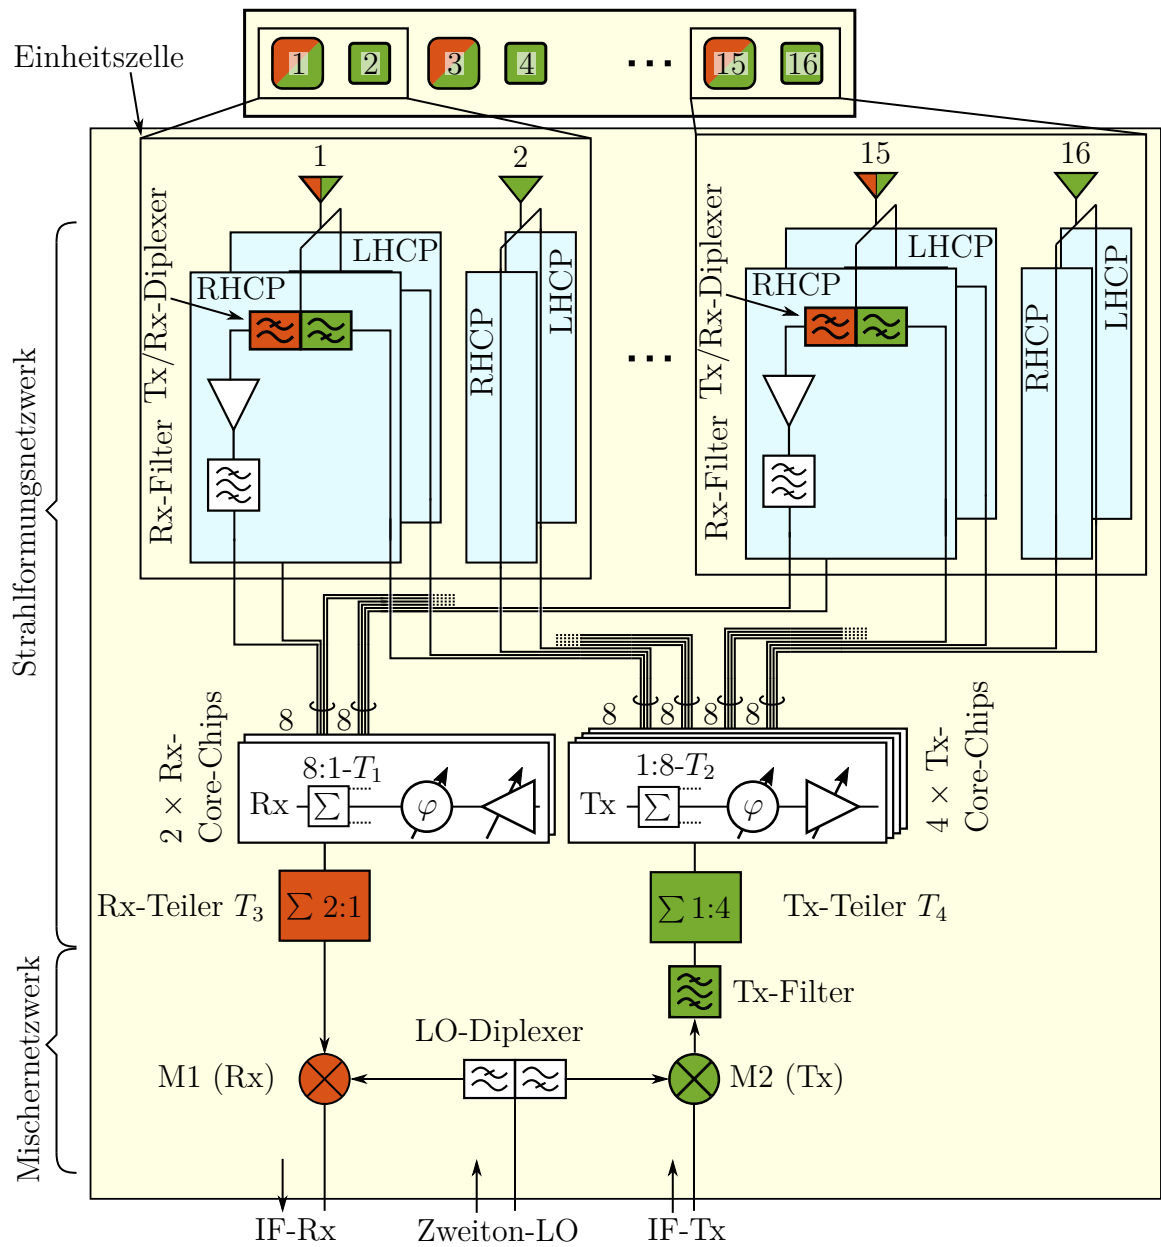 1 2 3 4 ... 15 16
Einheitszelle
1 2 15 16
Tx/Rx-Diplexer
LHCP
RHCP
Rx-Filter
RHCP
LHCP
...
Tx/Rx-Diplexer
LHCP
RHCP
Rx-Filter
RHCP
LHCP
Strahlformungsnetzwerk
8 8
8 8 8 8
2 × Rx-
Core-Chips
8:1-T₁
Rx ∑ φ
1:8-T₂
Tx ∑ φ
4 × Tx-
Core-Chips
Rx-Teiler T₃
∑ 2:1
∑ 1:4
Tx-Teiler T₄
Mischernetzwerk
Tx-Filter
LO-Diplexer
M1 (Rx)
M2 (Tx)
IF-Rx
Zweiton-LO
IF-Tx